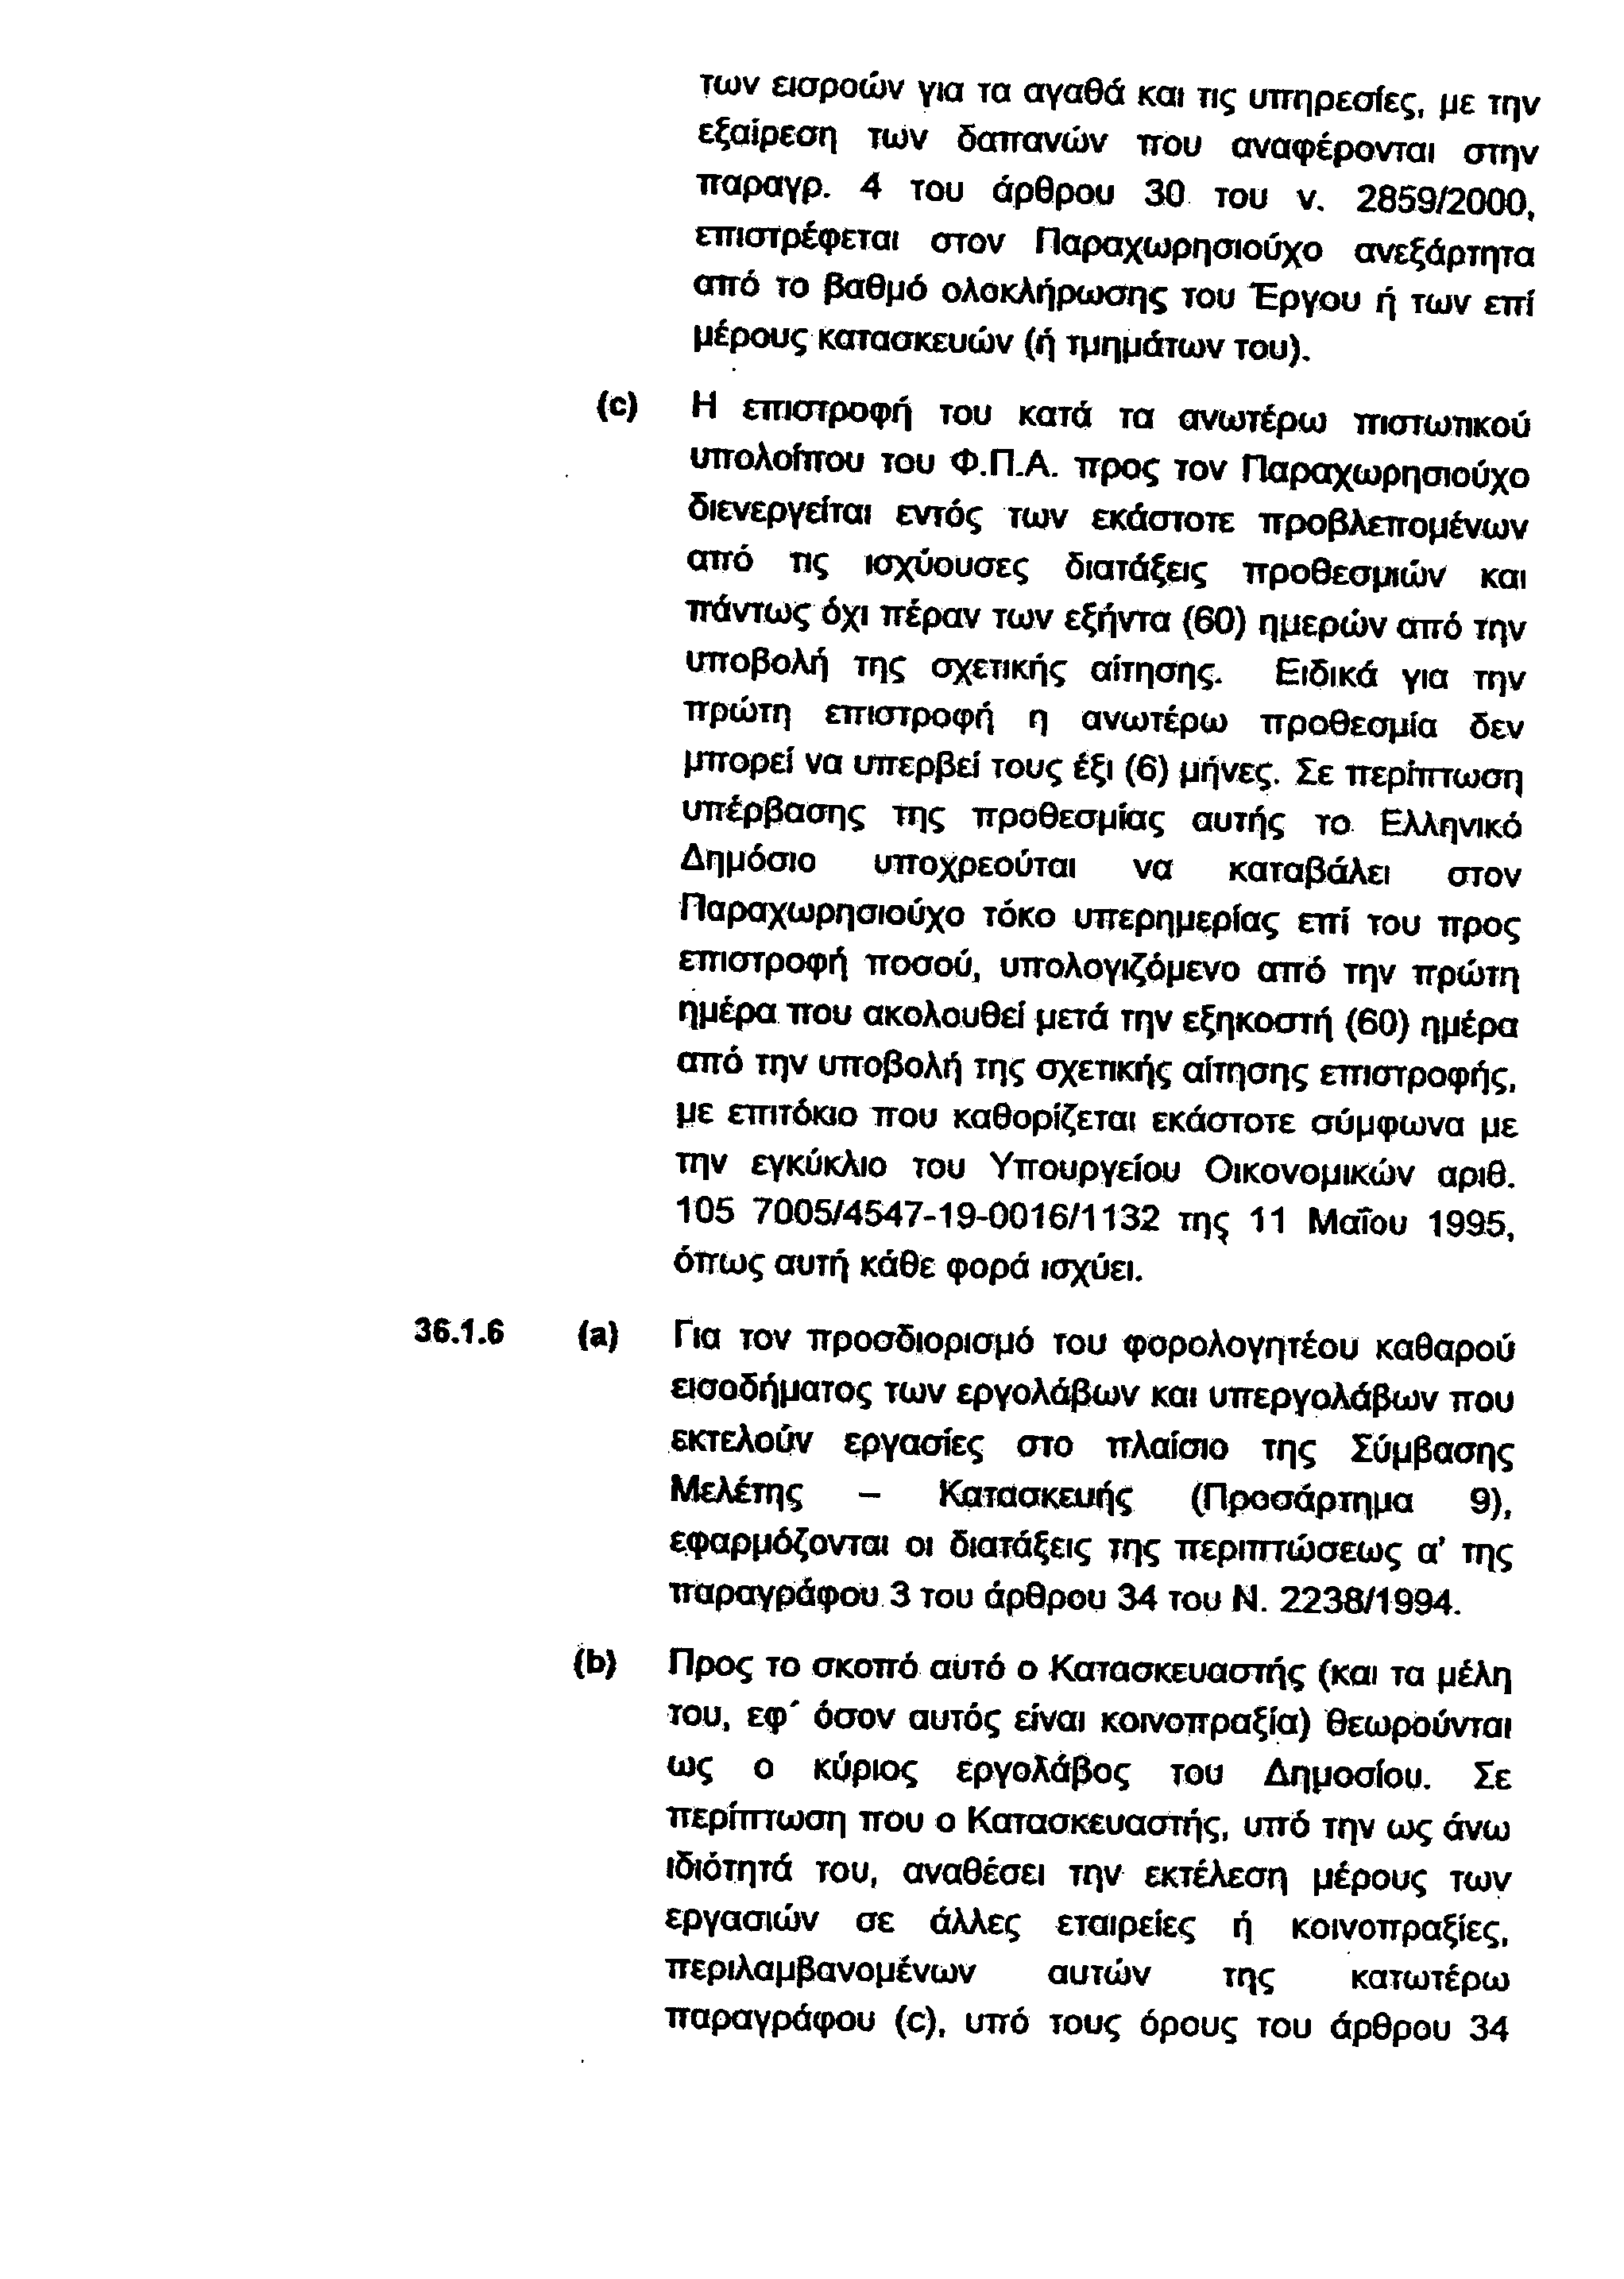 των εισροών για τα αγαθά και τις υπηρεσίες, με την
εξαίρεση των δαπανών που αναφέρονται στην
παραγρ. 4 του άρθρου 30 του ν. 2859/2000,
επιστρέφεται στον Παραχωρησιούχο ανεξάρτητα
από το βαθμό ολοκλήρωσης του Έργου ή των επί
μέρους κατασκευών (ή τμημάτων του).
(c) Η επιστροφή του κατά τα ανωτέρω πιστωτικού
υπολοίπου του Φ.Π.Α. προς τον Παραχωρησιούχο
διενεργείται εντός των εκάστοτε προβλεπομένων
από τις ισχύουσες διατάξεις προθεσμιών και
πάντως όχι πέραν των εξήντα (60) ημερών από την
υποβολή της σχετικής αίτησης. Ειδικά για την
πρώτη επιστροφή η ανωτέρω προθεσμία δεν
μπορεί να υπερβεί τους έξι (6) μήνες. Σε περίπτωση
υπέρβασης της προθεσμίας αυτής το Ελληνικό
Δημόσιο υποχρεούται να καταβάλει στον
Παραχωρησιούχο τόκο υπερημερίας επί του προς
επιστροφή ποσού, υπολογιζόμενο από την πρώτη
ημέρα που ακολουθεί μετά την εξηκοστή (60) ημέρα
από την υποβολή της σχετικής αίτησης επιστροφής,
με επιτόκιο που καθορίζεται εκάστοτε σύμφωνα με
την εγκύκλιο του Υπουργείου Οικονομικών αριθ.
105 7005/4547-19-0016/1132 της 11 Μαΐου 1995,
όπως αυτή κάθε φορά ισχύει.
36.1.6 (a) Για τον προσδιορισμό του φορολογητέου καθαρού
εισοδήματος των εργολάβων και υπεργολάβων που
εκτελούν εργασίες στο πλαίσιο της Σύμβασης
Μελέτης – Κατασκευής (Προσάρτημα 9),
εφαρμόζονται οι διατάξεις της περιπτώσεως α' της
παραγράφου 3 του άρθρου 34 του Ν. 2238/1994.
(b) Προς το σκοπό αυτό ο Κατασκευαστής (και τα μέλη
του, εφ΄ όσον αυτός είναι κοινοπραξία) θεωρούνται
ως ο κύριος εργολάβος του Δημοσίου. Σε
περίπτωση που ο Κατασκευαστής, υπό την ως άνω
ιδιότητά του, αναθέσει την εκτέλεση μέρους των
εργασιών σε άλλες εταιρείες ή κοινοπραξίες,
περιλαμβανομένων αυτών της κατωτέρω
παραγράφου (c), υπό τους όρους του άρθρου 34